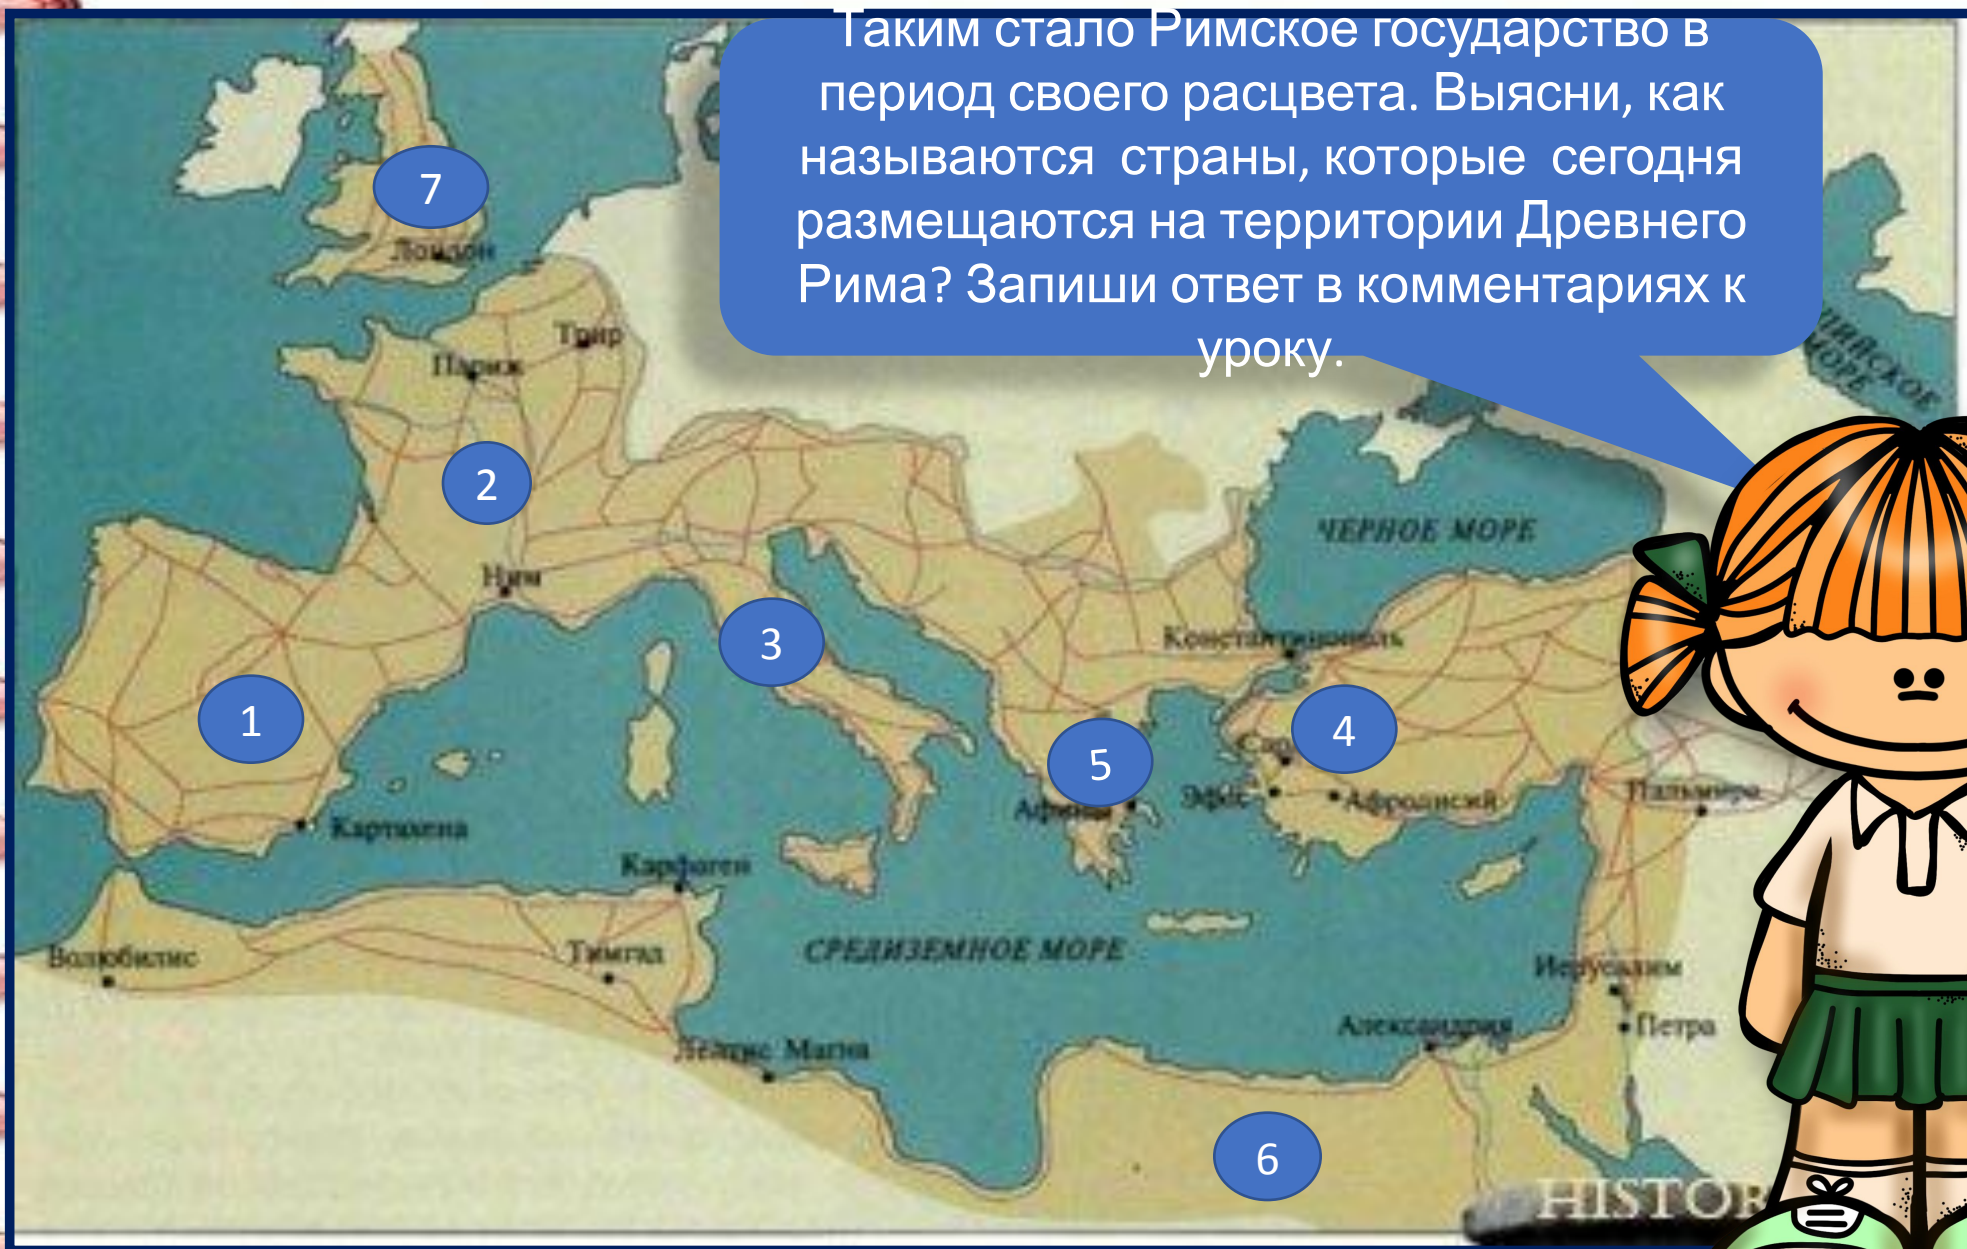 Таким стало Римское государство в
период своего расцвета. Выясни, как
называются страны, которые сегодня
размещаются на территории Древнего
Рима? Запиши ответ в комментариях к
уроку.
7
Лондон
Трир
Париж
2
ЧЕРНОЕ МОРЕ
Ним
3
Константинополь
1
4
5
Эфес
Афродисий
Пальмира
Афины
Картахена
Карфаген
Волюбилис
Тимгад
СРЕДИЗЕМНОЕ МОРЕ
Иерусалим
Александрия
Петра
Лептис Магна
6
HISTOR